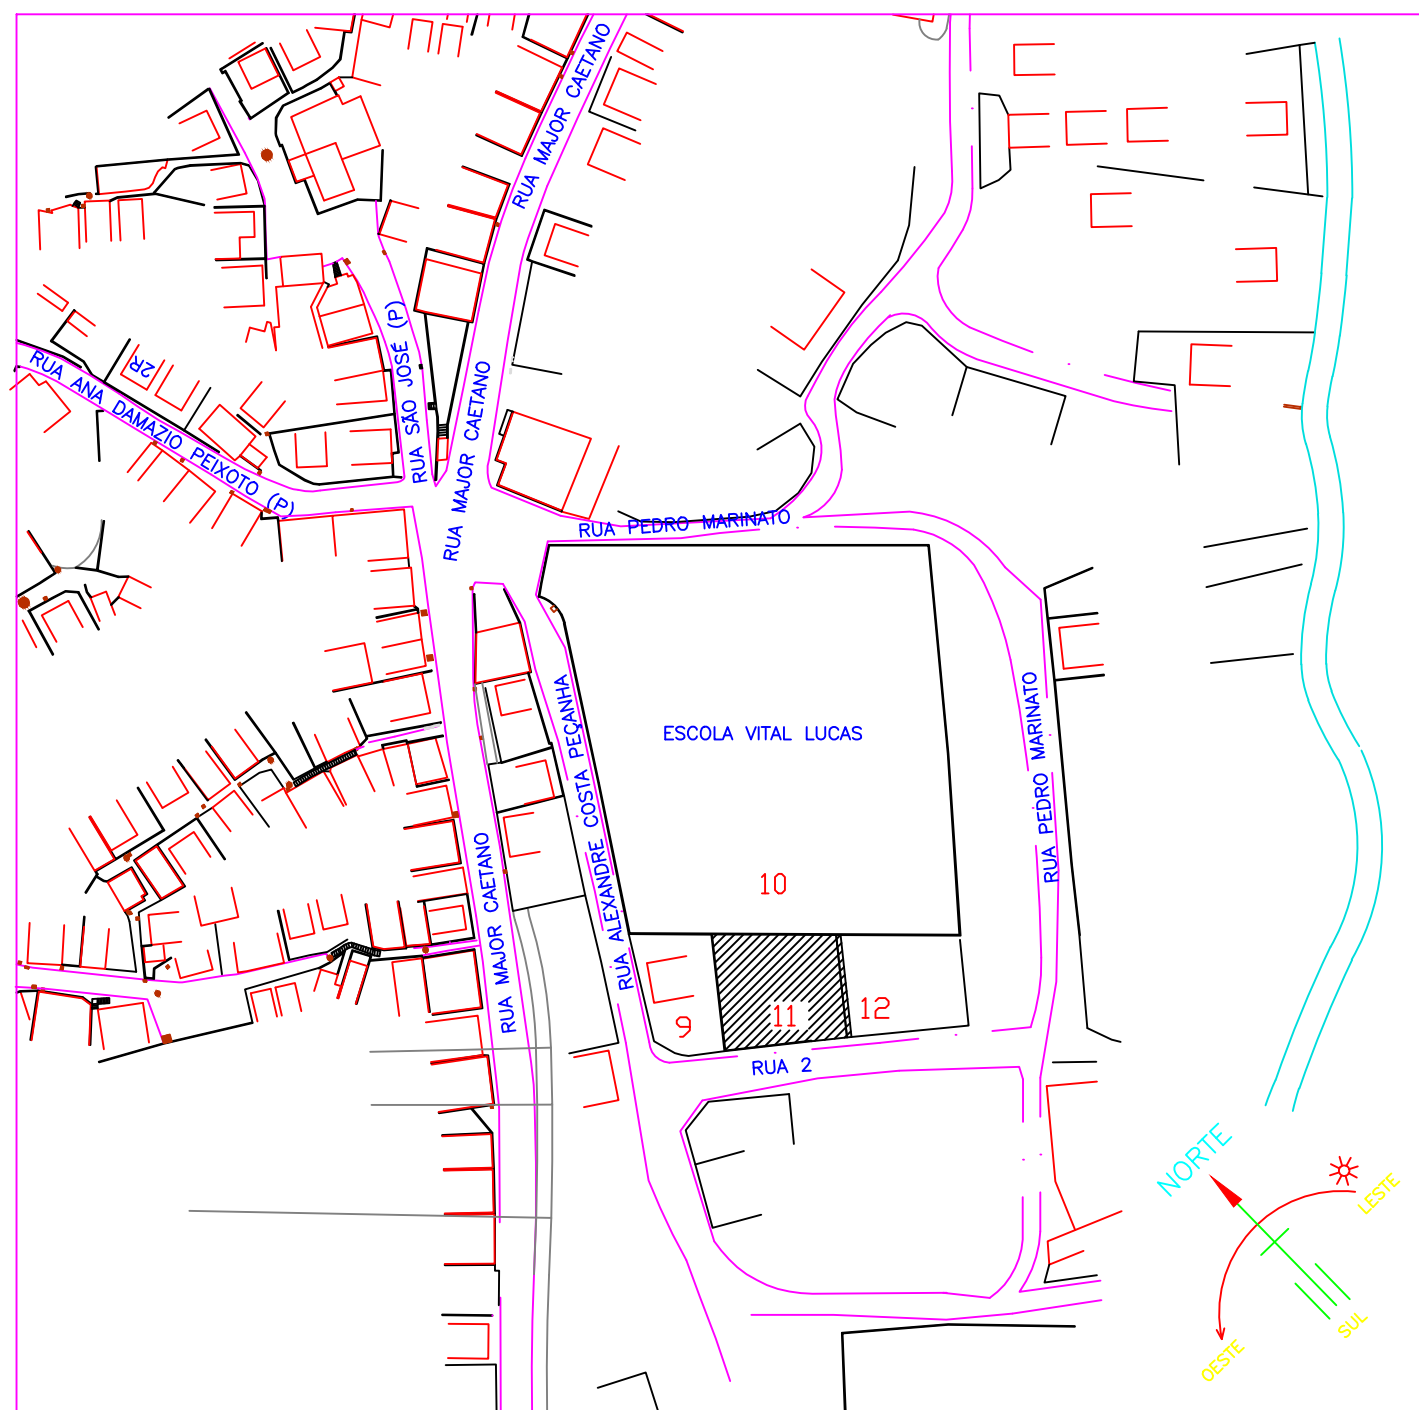 RUA MAJOR CAETANO
RUA SÃO JOSÉ (P)
2R
RUA ANA DAMAZIO PEIXOTO (P)
RUA MAJOR CAETANO
RUA PEDRO MARINATO
RUA ALEXANDRE COSTA PEÇANHA
ESCOLA VITAL LUCAS
RUA PEDRO MARINATO
10
RUA MAJOR CAETANO
9
11
12
RUA 2
NORTE
LESTE
SUL
OESTE